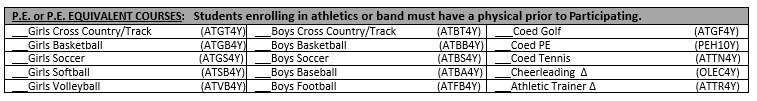 P.E. or P.E. EQUIVALENT COURSES: Students enrolling in athletics or band must have a physical prior to Participating.
___Girls Cross Country/Track (ATGT4Y) ___Boys Cross Country/Track (ATBT4Y) ___Coed Golf (ATGF4Y)
___Girls Basketball (ATGB4Y) ___Boys Basketball (ATBB4Y) ___Coed PE (PEH10Y)
___Girls Soccer (ATGS4Y) ___Boys Soccer (ATBS4Y) ___Coed Tennis (ATTN4Y)
___Girls Softball (ATSB4Y) ___Boys Baseball (ATBA4Y) ___Cheerleading Δ (OLEC4Y)
___Girls Volleyball (ATVB4Y) ___Boys Football (ATFB4Y) ___Athletic Trainer Δ (ATTR4Y)